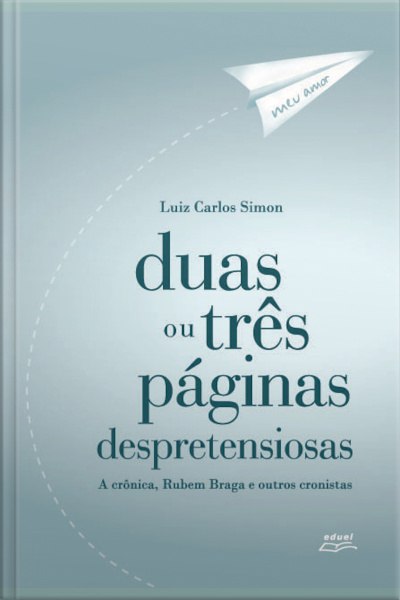 meu amor
Luiz Carlos Simon
duas
ou três
páginas
despretensiosas
A crônica, Rubem Braga e outros cronistas
eduel